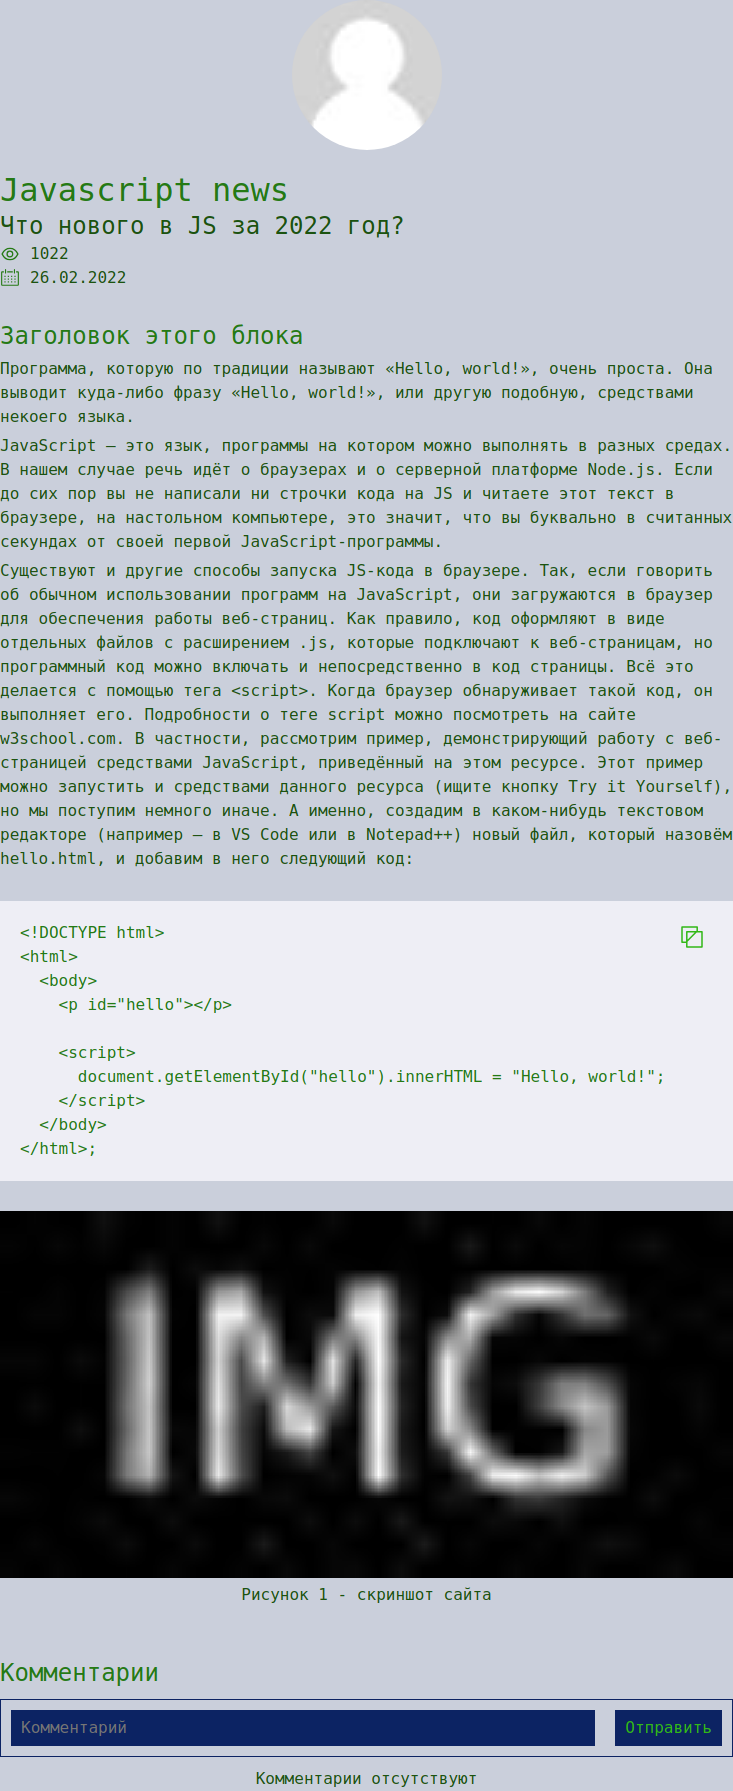 Javascript news
Что нового в JS за 2022 год?
1022
26.02.2022
Заголовок этого блока
Программа, которую по традиции называют «Hello, world!», очень проста. Она
выводит куда-либо фразу «Hello, world!», или другую подобную, средствами
некоего языка.
JavaScript — это язык, программы на котором можно выполнять в разных средах.
В нашем случае речь идёт о браузерах и о серверной платформе Node.js. Если
до сих пор вы не написали ни строчки кода на JS и читаете этот текст в
браузере, на настольном компьютере, это значит, что вы буквально в считанных
секундах от своей первой JavaScript-программы.
Существуют и другие способы запуска JS-кода в браузере. Так, если говорить
об обычном использовании программ на JavaScript, они загружаются в браузер
для обеспечения работы веб-страниц. Как правило, код оформляют в виде
отдельных файлов с расширением .js, которые подключают к веб-страницам, но
программный код можно включать и непосредственно в код страницы. Всё это
делается с помощью тега <script>. Когда браузер обнаруживает такой код, он
выполняет его. Подробности о теге script можно посмотреть на сайте
w3school.com. В частности, рассмотрим пример, демонстрирующий работу с веб-
страницей средствами JavaScript, приведённый на этом ресурсе. Этот пример
можно запустить и средствами данного ресурса (ищите кнопку Try it Yourself),
но мы поступим немного иначе. А именно, создадим в каком-нибудь текстовом
редакторе (например — в VS Code или в Notepad++) новый файл, который назовём
hello.html, и добавим в него следующий код:
<!DOCTYPE html>
<html>
  <body>
    <p id="hello"></p>

    <script>
      document.getElementById("hello").innerHTML = "Hello, world!";
    </script>
  </body>
</html>;
IMG
Рисунок 1 - скриншот сайта
Комментарии
Комментарий
Отправить
Комментарии отсутствуют